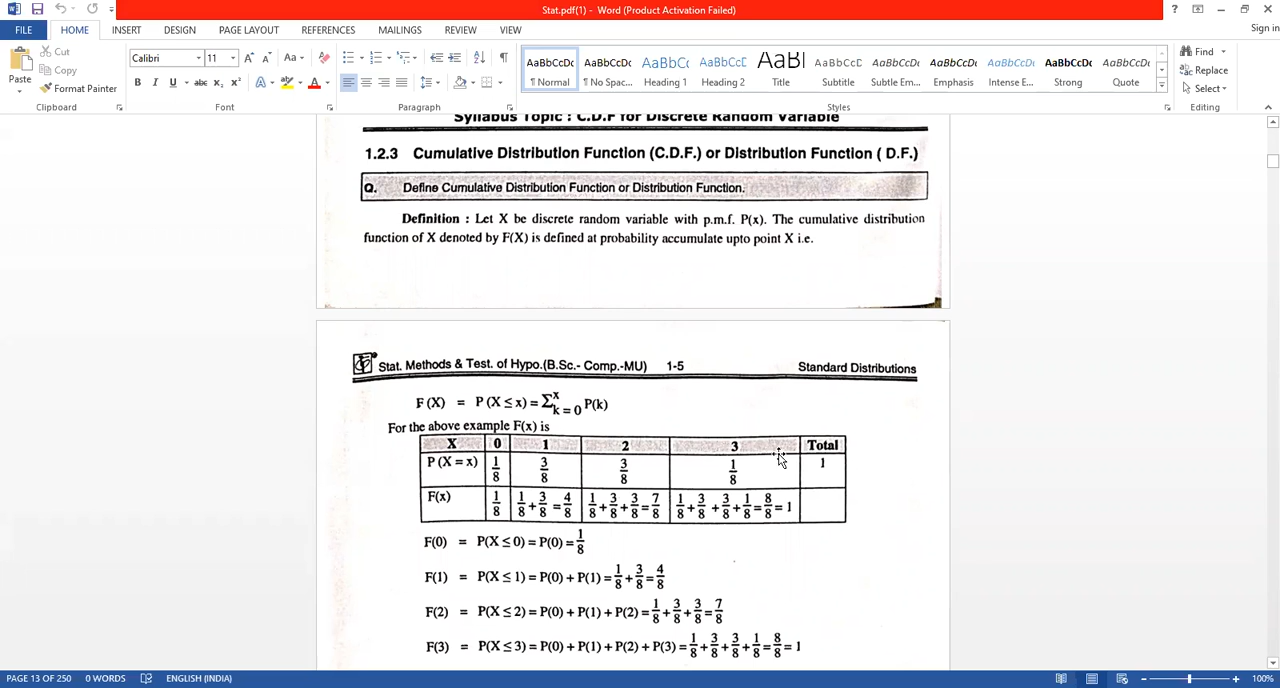 Stat.pdf(1) - Word (Product Activation Failed)
FILE HOME INSERT DESIGN PAGE LAYOUT REFERENCES MAILINGS REVIEW VIEW Sign in
Paste Cut Copy Format Painter
Clipboard
Calibri 11
Font
Paragraph
AaBbCcDc AaBbCcDc AaBbCc AaBbCcE AaBl AaBbCcC AaBbCcDc AaBbCcDc AaBbCcDc AaBbCcDc AaBbCcDc
¶ Normal ¶ No Spac... Heading 1 Heading 2 Title Subtitle Subtle Em... Emphasis Intense E... Strong Quote
Styles
Find
Replace
Select
Editing
Syllabus Topic : C.D.F for Discrete Random Variable
1.2.3 Cumulative Distribution Function (C.D.F.) or Distribution Function ( D.F.)
Q. Define Cumulative Distribution Function or Distribution Function.
Definition : Let X be discrete random variable with p.m.f. P(x). The cumulative distribution
function of X denoted by F(X) is defined at probability accumulate upto point X i.e.
Stat. Methods & Test. of Hypo.(B.Sc.- Comp.-MU) 1-5 Standard Distributions
F (X) = P (X ≤ x) = Σ^x_{k = 0} P(k)
For the above example F(x) is
X 0 1 2 3 Total
P (X = x) 1/8 3/8 3/8 1/8 1
F(x) 1/8 1/8 + 3/8 = 4/8 1/8 + 3/8 + 3/8 = 7/8 1/8 + 3/8 + 3/8 + 1/8 = 8/8 = 1
F(0) = P(X ≤ 0) = P(0) = 1/8
F(1) = P(X ≤ 1) = P(0) + P(1) = 1/8 + 3/8 = 4/8
F(2) = P(X ≤ 2) = P(0) + P(1) + P(2) = 1/8 + 3/8 + 3/8 = 7/8
F(3) = P(X ≤ 3) = P(0) + P(1) + P(2) + P(3) = 1/8 + 3/8 + 3/8 + 1/8 = 8/8 = 1
PAGE 13 OF 250 0 WORDS ENGLISH (INDIA) 100%